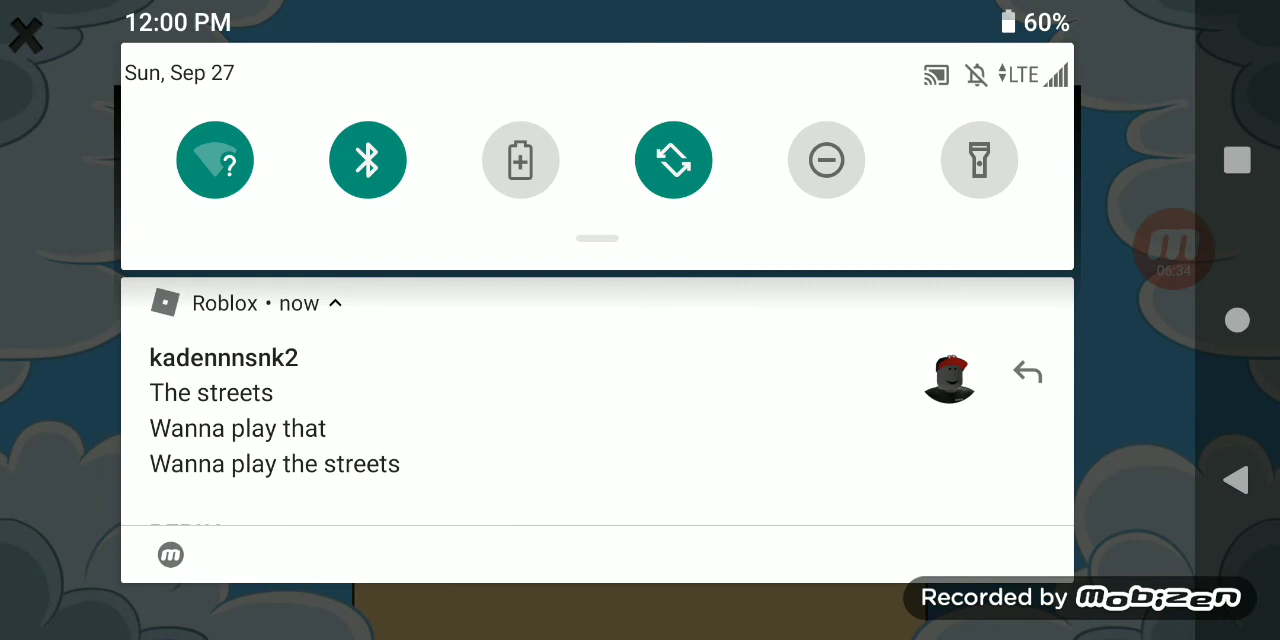 12:00 PM
60%
Sun, Sep 27
LTE
Roblox • now
kadennnsnk2
The streets
Wanna play that
Wanna play the streets
06:34
Recorded by mobizen